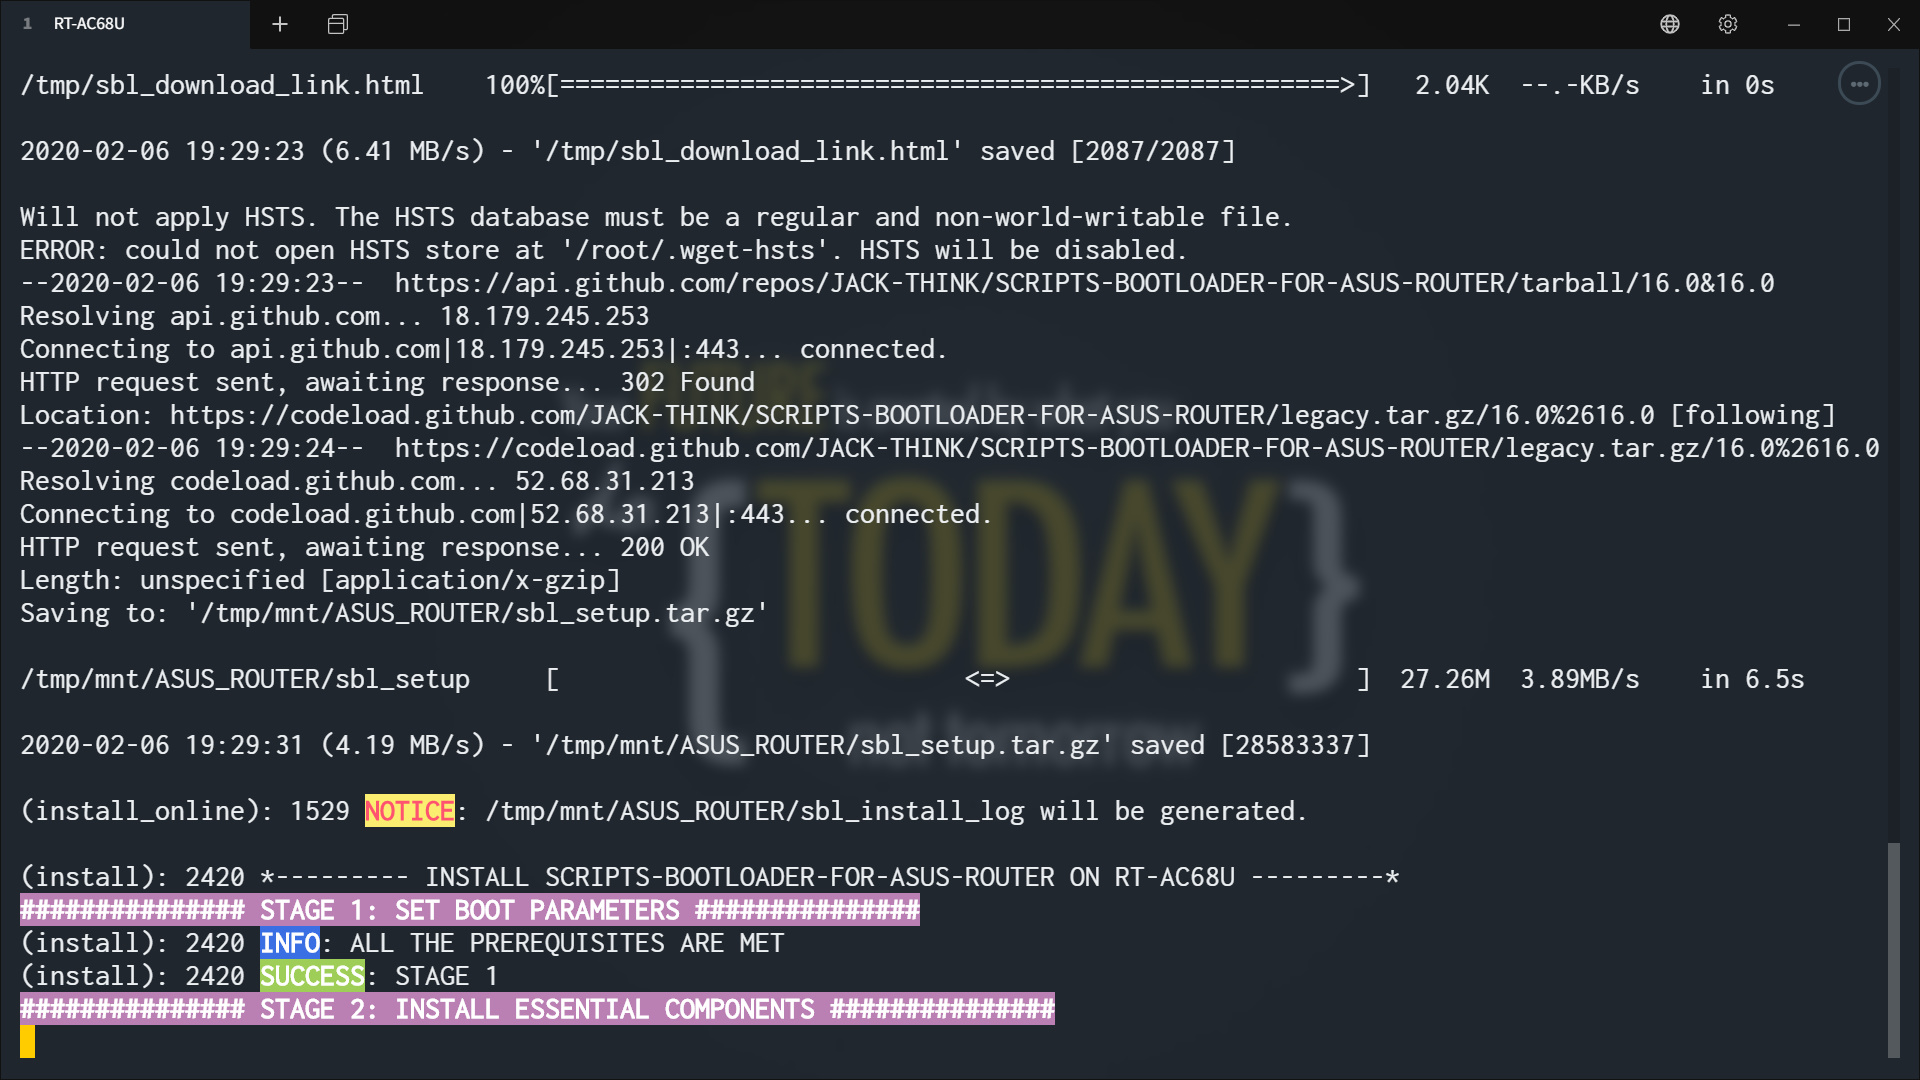 1 RT-AC68U
/tmp/sbl_download_link.html 100%[====================================================>] 2.04K --.-KB/s in 0s
2020-02-06 19:29:23 (6.41 MB/s) - '/tmp/sbl_download_link.html' saved [2087/2087]
Will not apply HSTS. The HSTS database must be a regular and non-world-writable file.
ERROR: could not open HSTS store at '/root/.wget-hsts'. HSTS will be disabled.
--2020-02-06 19:29:23-- https://api.github.com/repos/JACK-THINK/SCRIPTS-BOOTLOADER-FOR-ASUS-ROUTER/tarball/16.0&16.0
Resolving api.github.com... 18.179.245.253
Connecting to api.github.com|18.179.245.253|:443... connected.
HTTP request sent, awaiting response... 302 Found
Location: https://codeload.github.com/JACK-THINK/SCRIPTS-BOOTLOADER-FOR-ASUS-ROUTER/legacy.tar.gz/16.0%2616.0 [following]
--2020-02-06 19:29:24-- https://codeload.github.com/JACK-THINK/SCRIPTS-BOOTLOADER-FOR-ASUS-ROUTER/legacy.tar.gz/16.0%2616.0
Resolving codeload.github.com... 52.68.31.213
Connecting to codeload.github.com|52.68.31.213|:443... connected.
HTTP request sent, awaiting response... 200 OK
Length: unspecified [application/x-gzip]
Saving to: '/tmp/mnt/ASUS_ROUTER/sbl_setup.tar.gz'
{TODAY}
/tmp/mnt/ASUS_ROUTER/sbl_setup [ <=> ] 27.26M 3.89MB/s in 6.5s
not tomorrow
2020-02-06 19:29:31 (4.19 MB/s) - '/tmp/mnt/ASUS_ROUTER/sbl_setup.tar.gz' saved [28583337]
(install_online): 1529 NOTICE: /tmp/mnt/ASUS_ROUTER/sbl_install_log will be generated.
(install): 2420 *--------- INSTALL SCRIPTS-BOOTLOADER-FOR-ASUS-ROUTER ON RT-AC68U ---------*
############### STAGE 1: SET BOOT PARAMETERS ###############
(install): 2420 INFO: ALL THE PREREQUISITES ARE MET
(install): 2420 SUCCESS: STAGE 1
############### STAGE 2: INSTALL ESSENTIAL COMPONENTS ###############